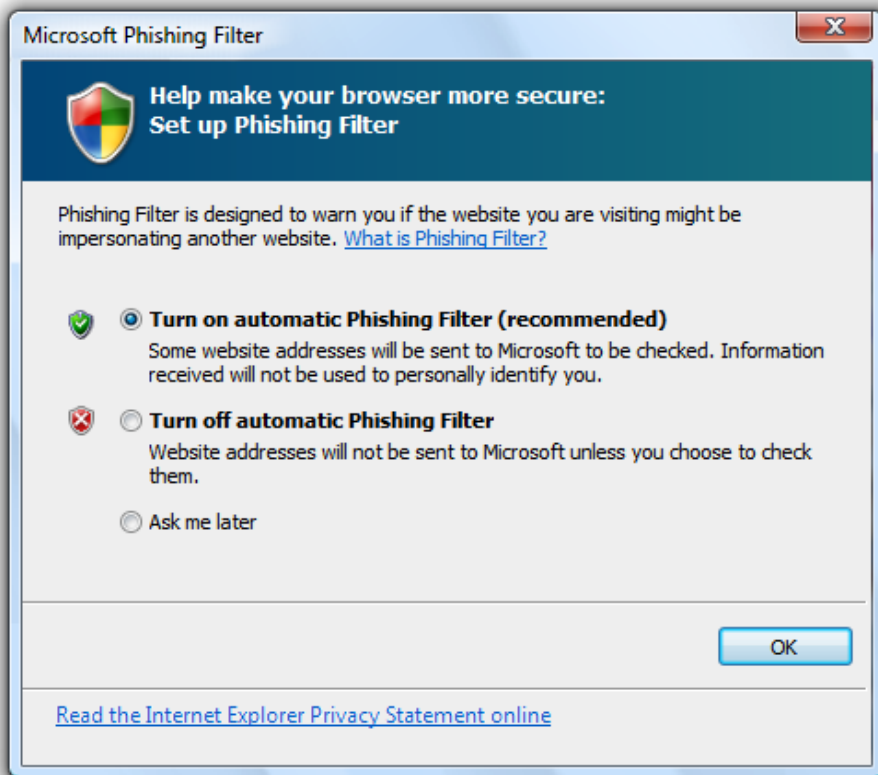 Microsoft Phishing Filter
Help make your browser more secure:
Set up Phishing Filter
Phishing Filter is designed to warn you if the website you are visiting might be
impersonating another website. What is Phishing Filter?
Turn on automatic Phishing Filter (recommended)
Some website addresses will be sent to Microsoft to be checked. Information
received will not be used to personally identify you.
Turn off automatic Phishing Filter
Website addresses will not be sent to Microsoft unless you choose to check
them.
Ask me later
OK
Read the Internet Explorer Privacy Statement online